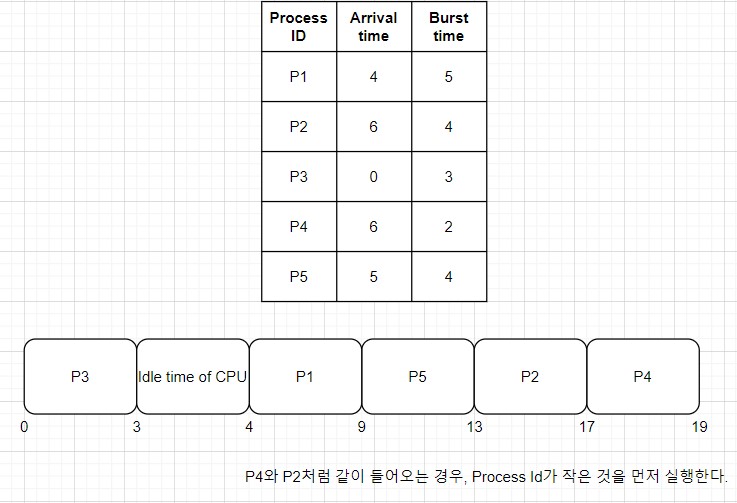 Process ID Arrival time Burst time
P1 4 5
P2 6 4
P3 0 3
P4 6 2
P5 5 4
P3 Idle time of CPU P1 P5 P2 P4
0 3 4 9 13 17 19
P4와 P2처럼 같이 들어오는 경우, Process Id가 작은 것을 먼저 실행한다.